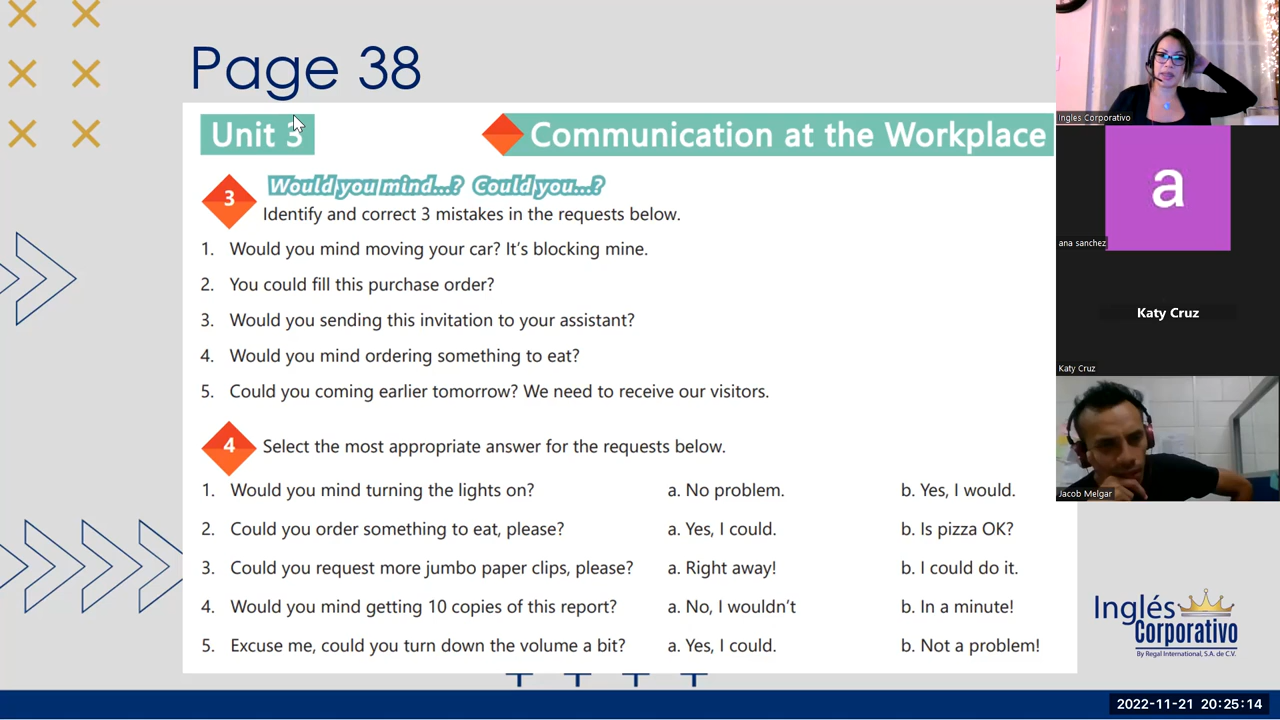 Page 38
Unit 3
Communication at the Workplace
3
Would you mind...? Could you...?
Identify and correct 3 mistakes in the requests below.
1. Would you mind moving your car? It's blocking mine.
2. You could fill this purchase order?
3. Would you sending this invitation to your assistant?
4. Would you mind ordering something to eat?
5. Could you coming earlier tomorrow? We need to receive our visitors.
4
Select the most appropriate answer for the requests below.
1. Would you mind turning the lights on? a. No problem. b. Yes, I would.
2. Could you order something to eat, please? a. Yes, I could. b. Is pizza OK?
3. Could you request more jumbo paper clips, please? a. Right away! b. I could do it.
4. Would you mind getting 10 copies of this report? a. No, I wouldn't b. In a minute!
5. Excuse me, could you turn down the volume a bit? a. Yes, I could. b. Not a problem!
Ingles Corporativo
a
ana sanchez
Katy Cruz
Katy Cruz
Jacob Melgar
Inglés
Corporativo
By Regal International, S.A. de C.V.
2022-11-21 20:25:14